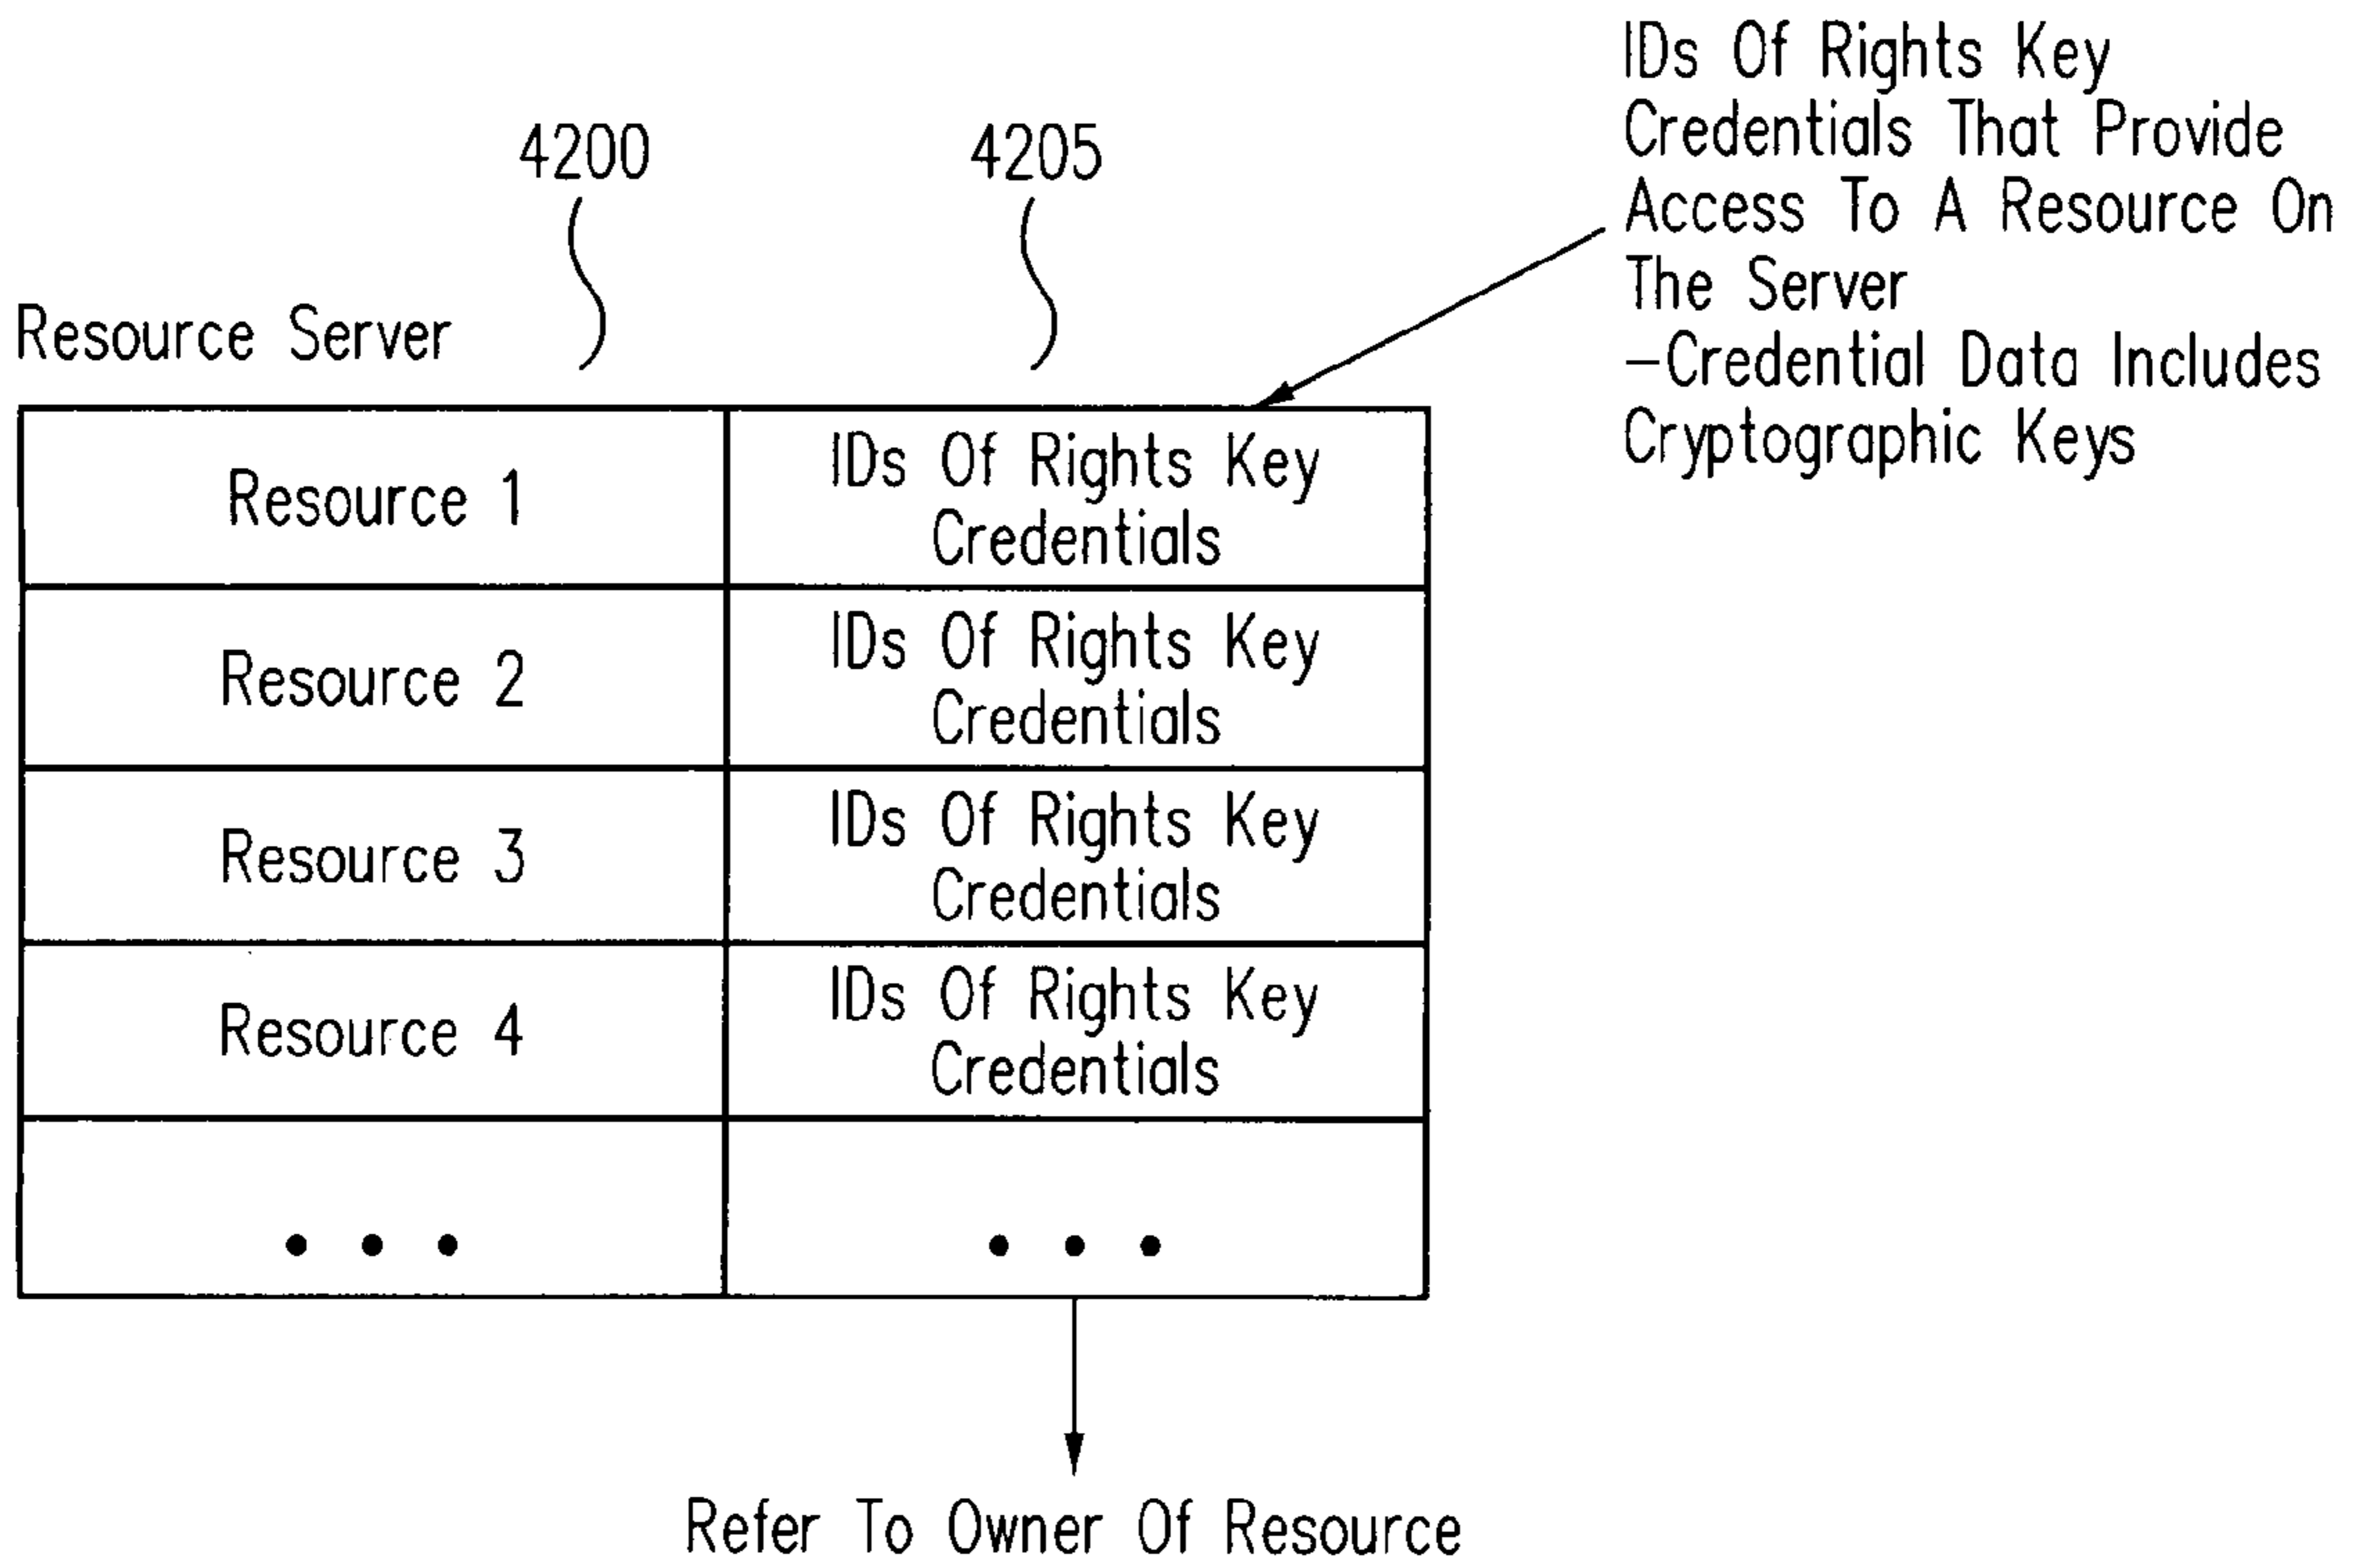 IDs Of Rights Key
Credentials That Provide
Access To A Resource On
The Server
–Credential Data Includes
Cryptographic Keys
4200
4205
Resource Server
Resource 1
IDs Of Rights Key
Credentials
Resource 2
IDs Of Rights Key
Credentials
Resource 3
IDs Of Rights Key
Credentials
Resource 4
IDs Of Rights Key
Credentials
• • •
• • •
Refer To Owner Of Resource